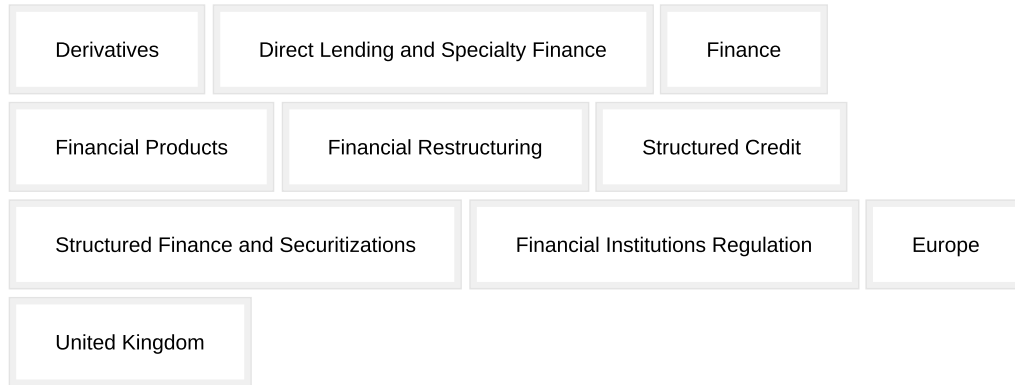 Derivatives Direct Lending and Specialty Finance Finance
Financial Products Financial Restructuring Structured Credit
Structured Finance and Securitizations Financial Institutions Regulation Europe
United Kingdom